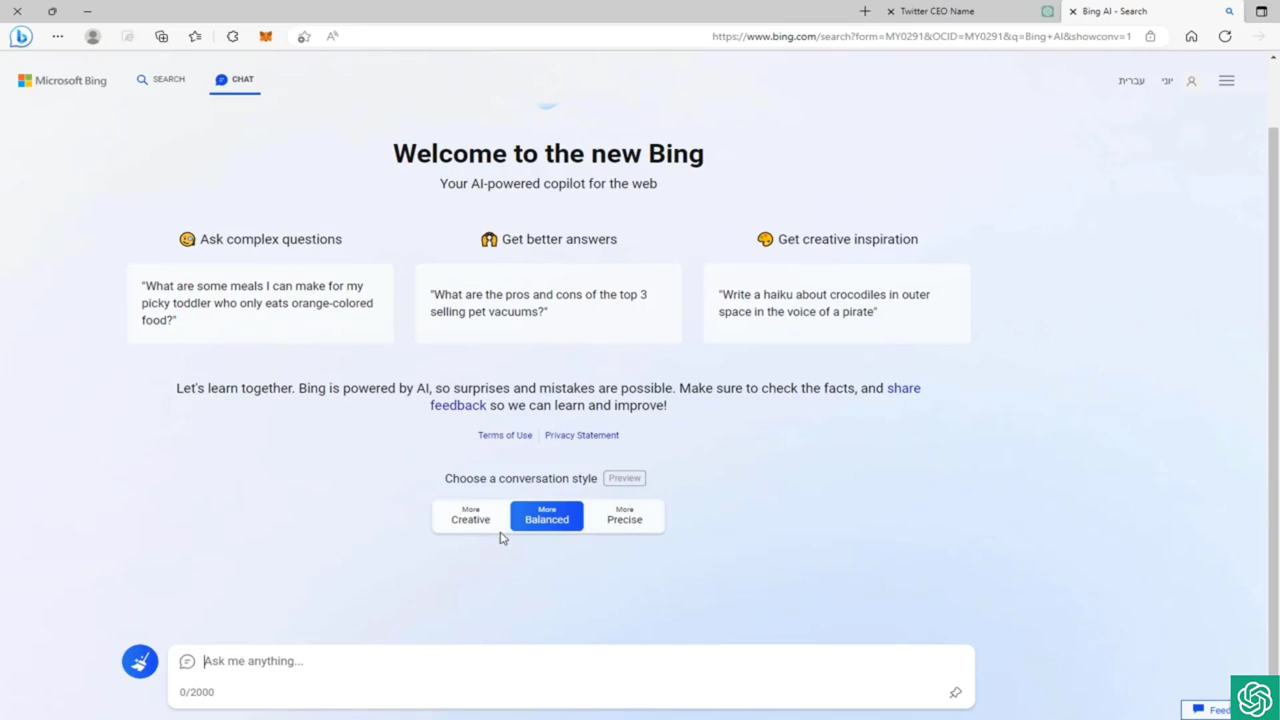 Twitter CEO Name
Bing AI - Search
https://www.bing.com/search?form=MY0291&OCID=MY0291&q=Bing+AI&showconv=1
Microsoft Bing
SEARCH
CHAT
עברית
יוני
Welcome to the new Bing
Your AI-powered copilot for the web
Ask complex questions
Get better answers
Get creative inspiration
"What are some meals I can make for my
picky toddler who only eats orange-colored
food?"
"What are the pros and cons of the top 3
selling pet vacuums?"
"Write a haiku about crocodiles in outer
space in the voice of a pirate"
Let's learn together. Bing is powered by AI, so surprises and mistakes are possible. Make sure to check the facts, and share
feedback so we can learn and improve!
Terms of Use
Privacy Statement
Choose a conversation style Preview
More
Creative
More
Balanced
More
Precise
Ask me anything...
0/2000
Feed